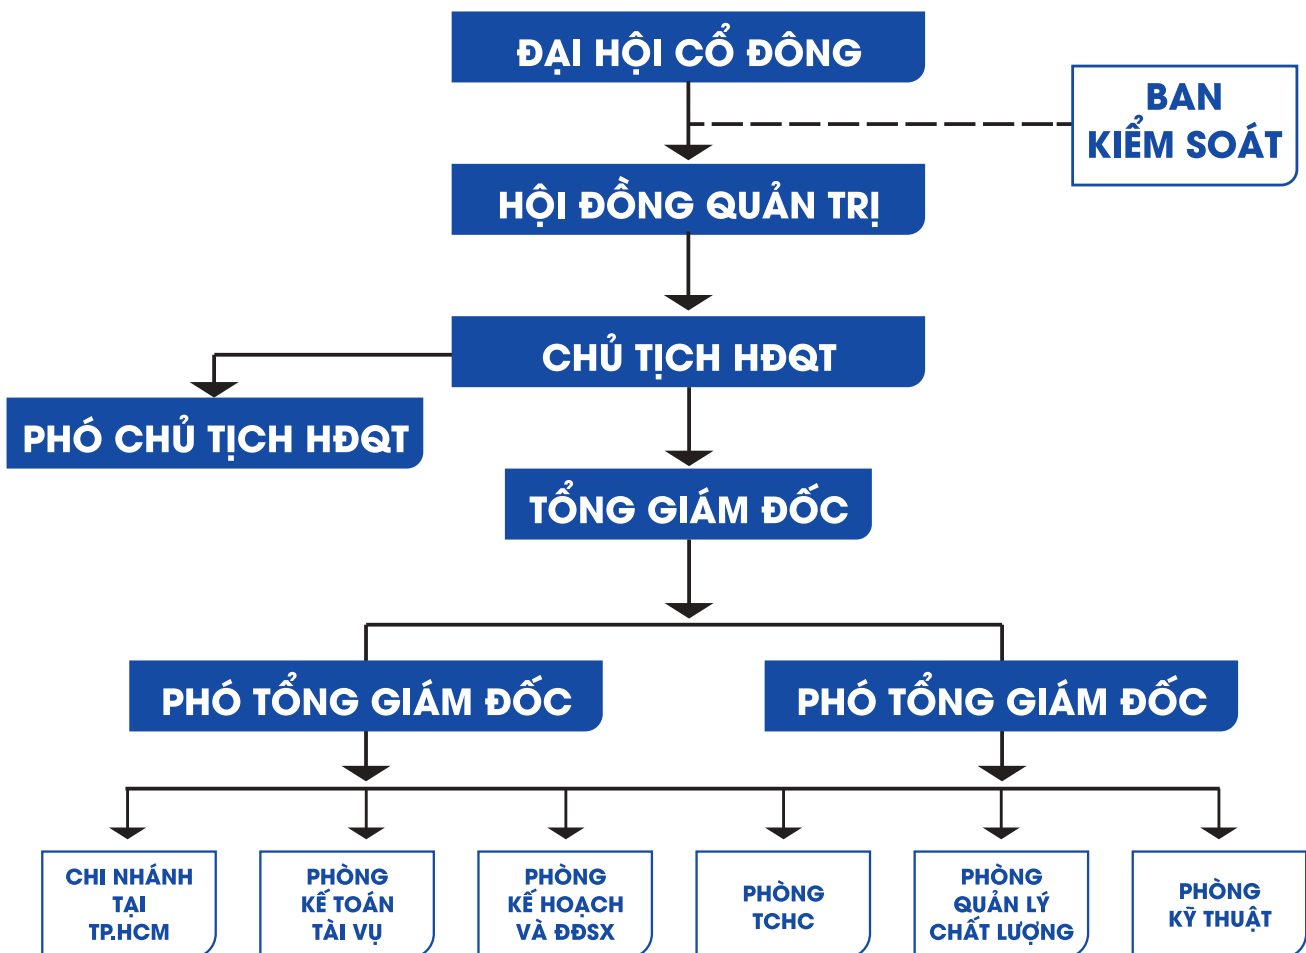 ĐẠI HỘI CỔ ĐÔNG
BAN
KIỂM SOÁT
HỘI ĐỒNG QUẢN TRỊ
CHỦ TỊCH HĐQT
PHÓ CHỦ TỊCH HĐQT
TỔNG GIÁM ĐỐC
PHÓ TỔNG GIÁM ĐỐC
PHÓ TỔNG GIÁM ĐỐC
CHI NHÁNH
TẠI
TP.HCM
PHÒNG
KẾ TOÁN
TÀI VỤ
PHÒNG
KẾ HOẠCH
VÀ ĐĐSX
PHÒNG
TCHC
PHÒNG
QUẢN LÝ
CHẤT LƯỢNG
PHÒNG
KỸ THUẬT